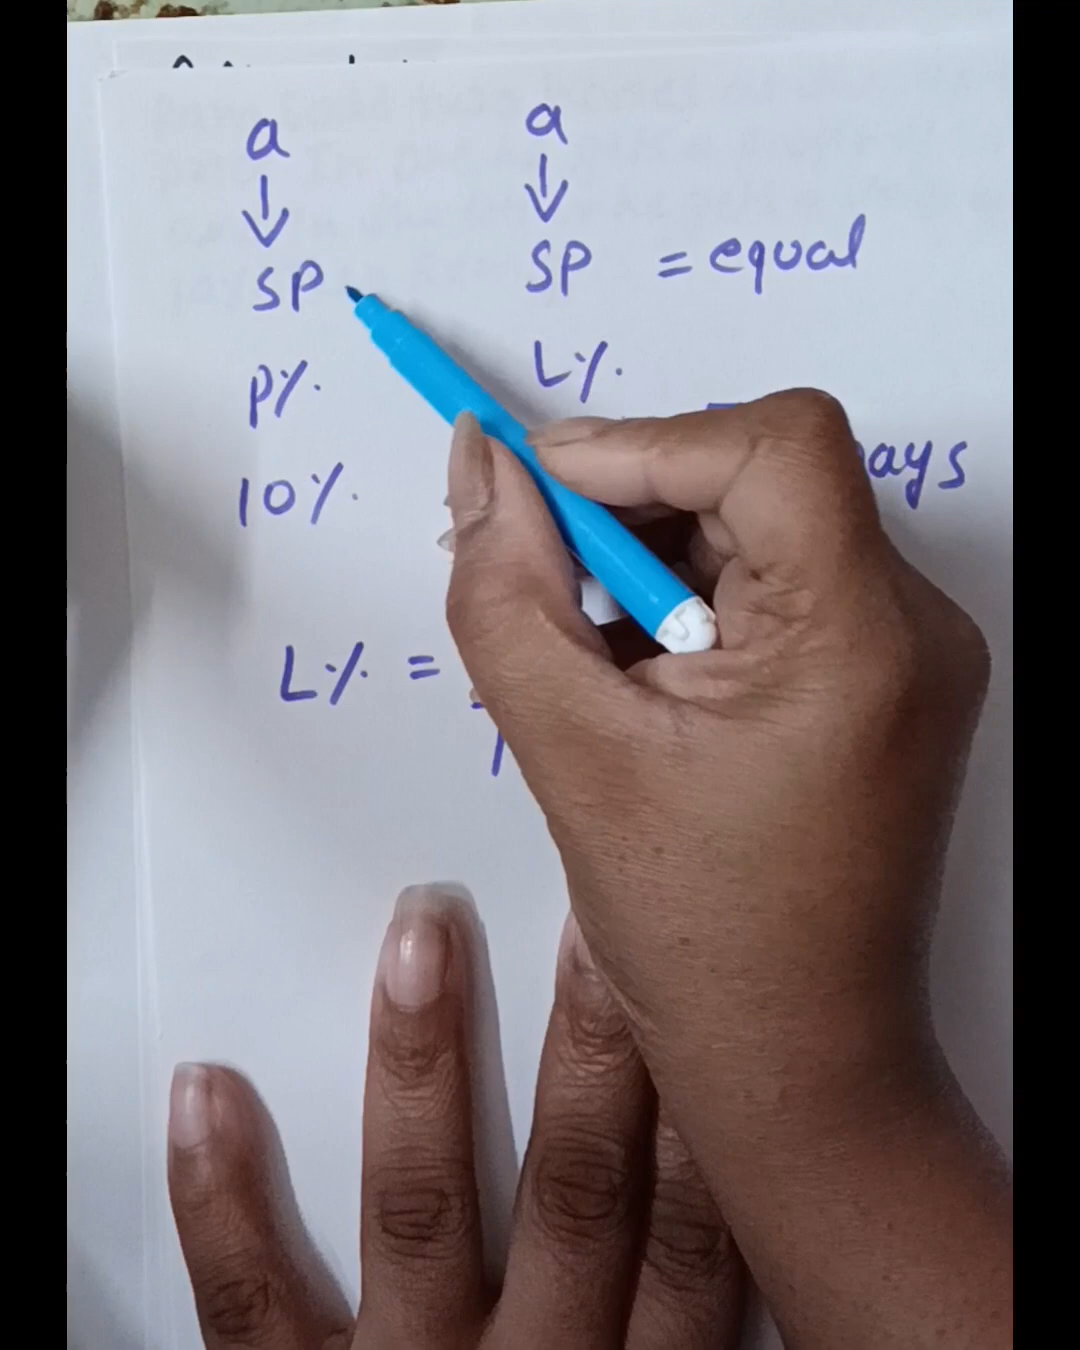 a a
↓ ↓
SP SP = equal
P% L%
10%
L% =